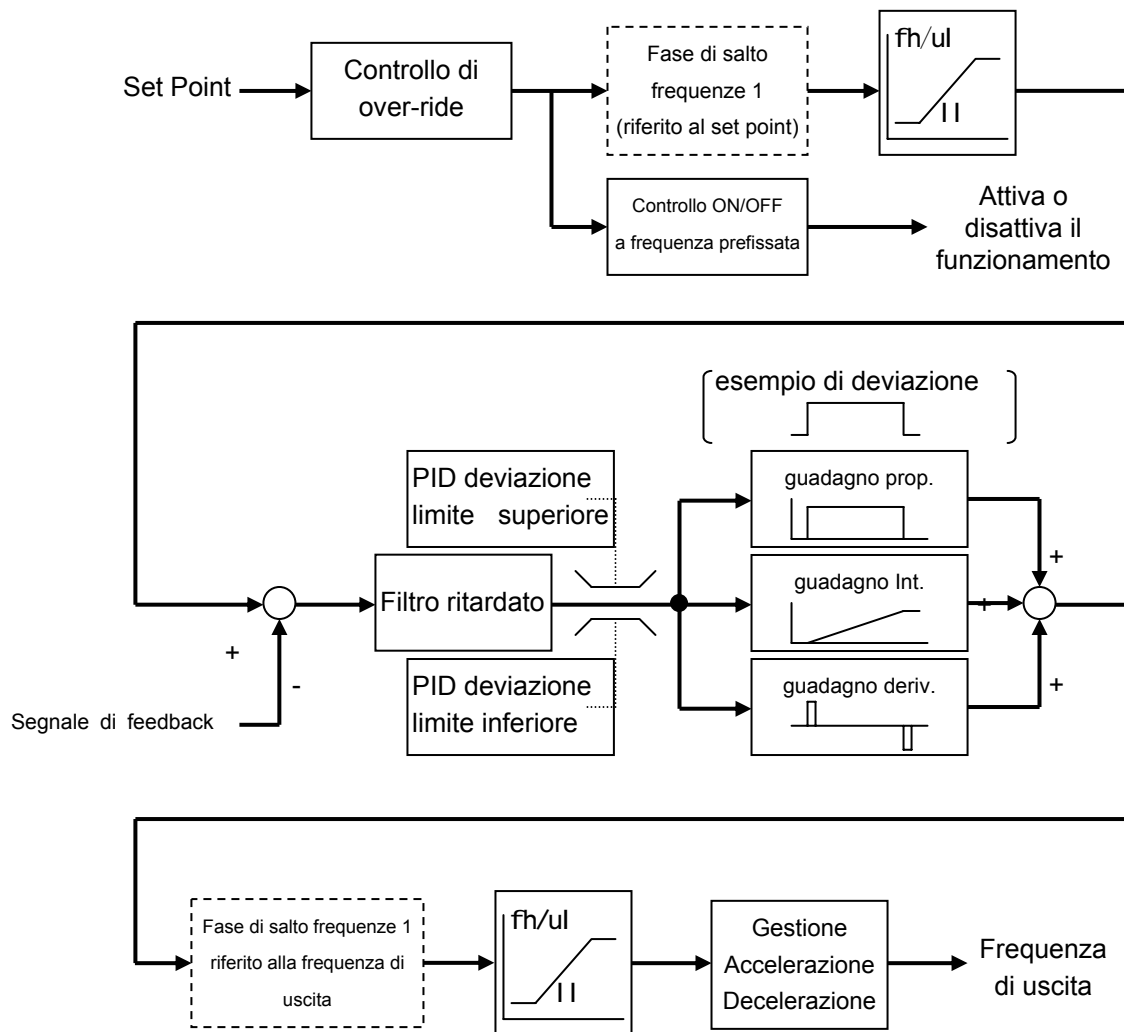 Set Point
Controllo di
over-ride
Fase di salto
frequenze 1
(riferito al set point)
fh/ul
ll
Controllo ON/OFF
a frequenza prefissata
Attiva o
disattiva il
funzionamento
esempio di deviazione
PID deviazione
limite superiore
guadagno prop.
+
Filtro ritardato
guadagno Int.
+
+
-
PID deviazione
limite inferiore
guadagno deriv.
+
Segnale di feedback
Fase di salto frequenze 1
riferito alla frequenza di
uscita
fh/ul
ll
Gestione
Accelerazione
Decelerazione
Frequenza
di uscita